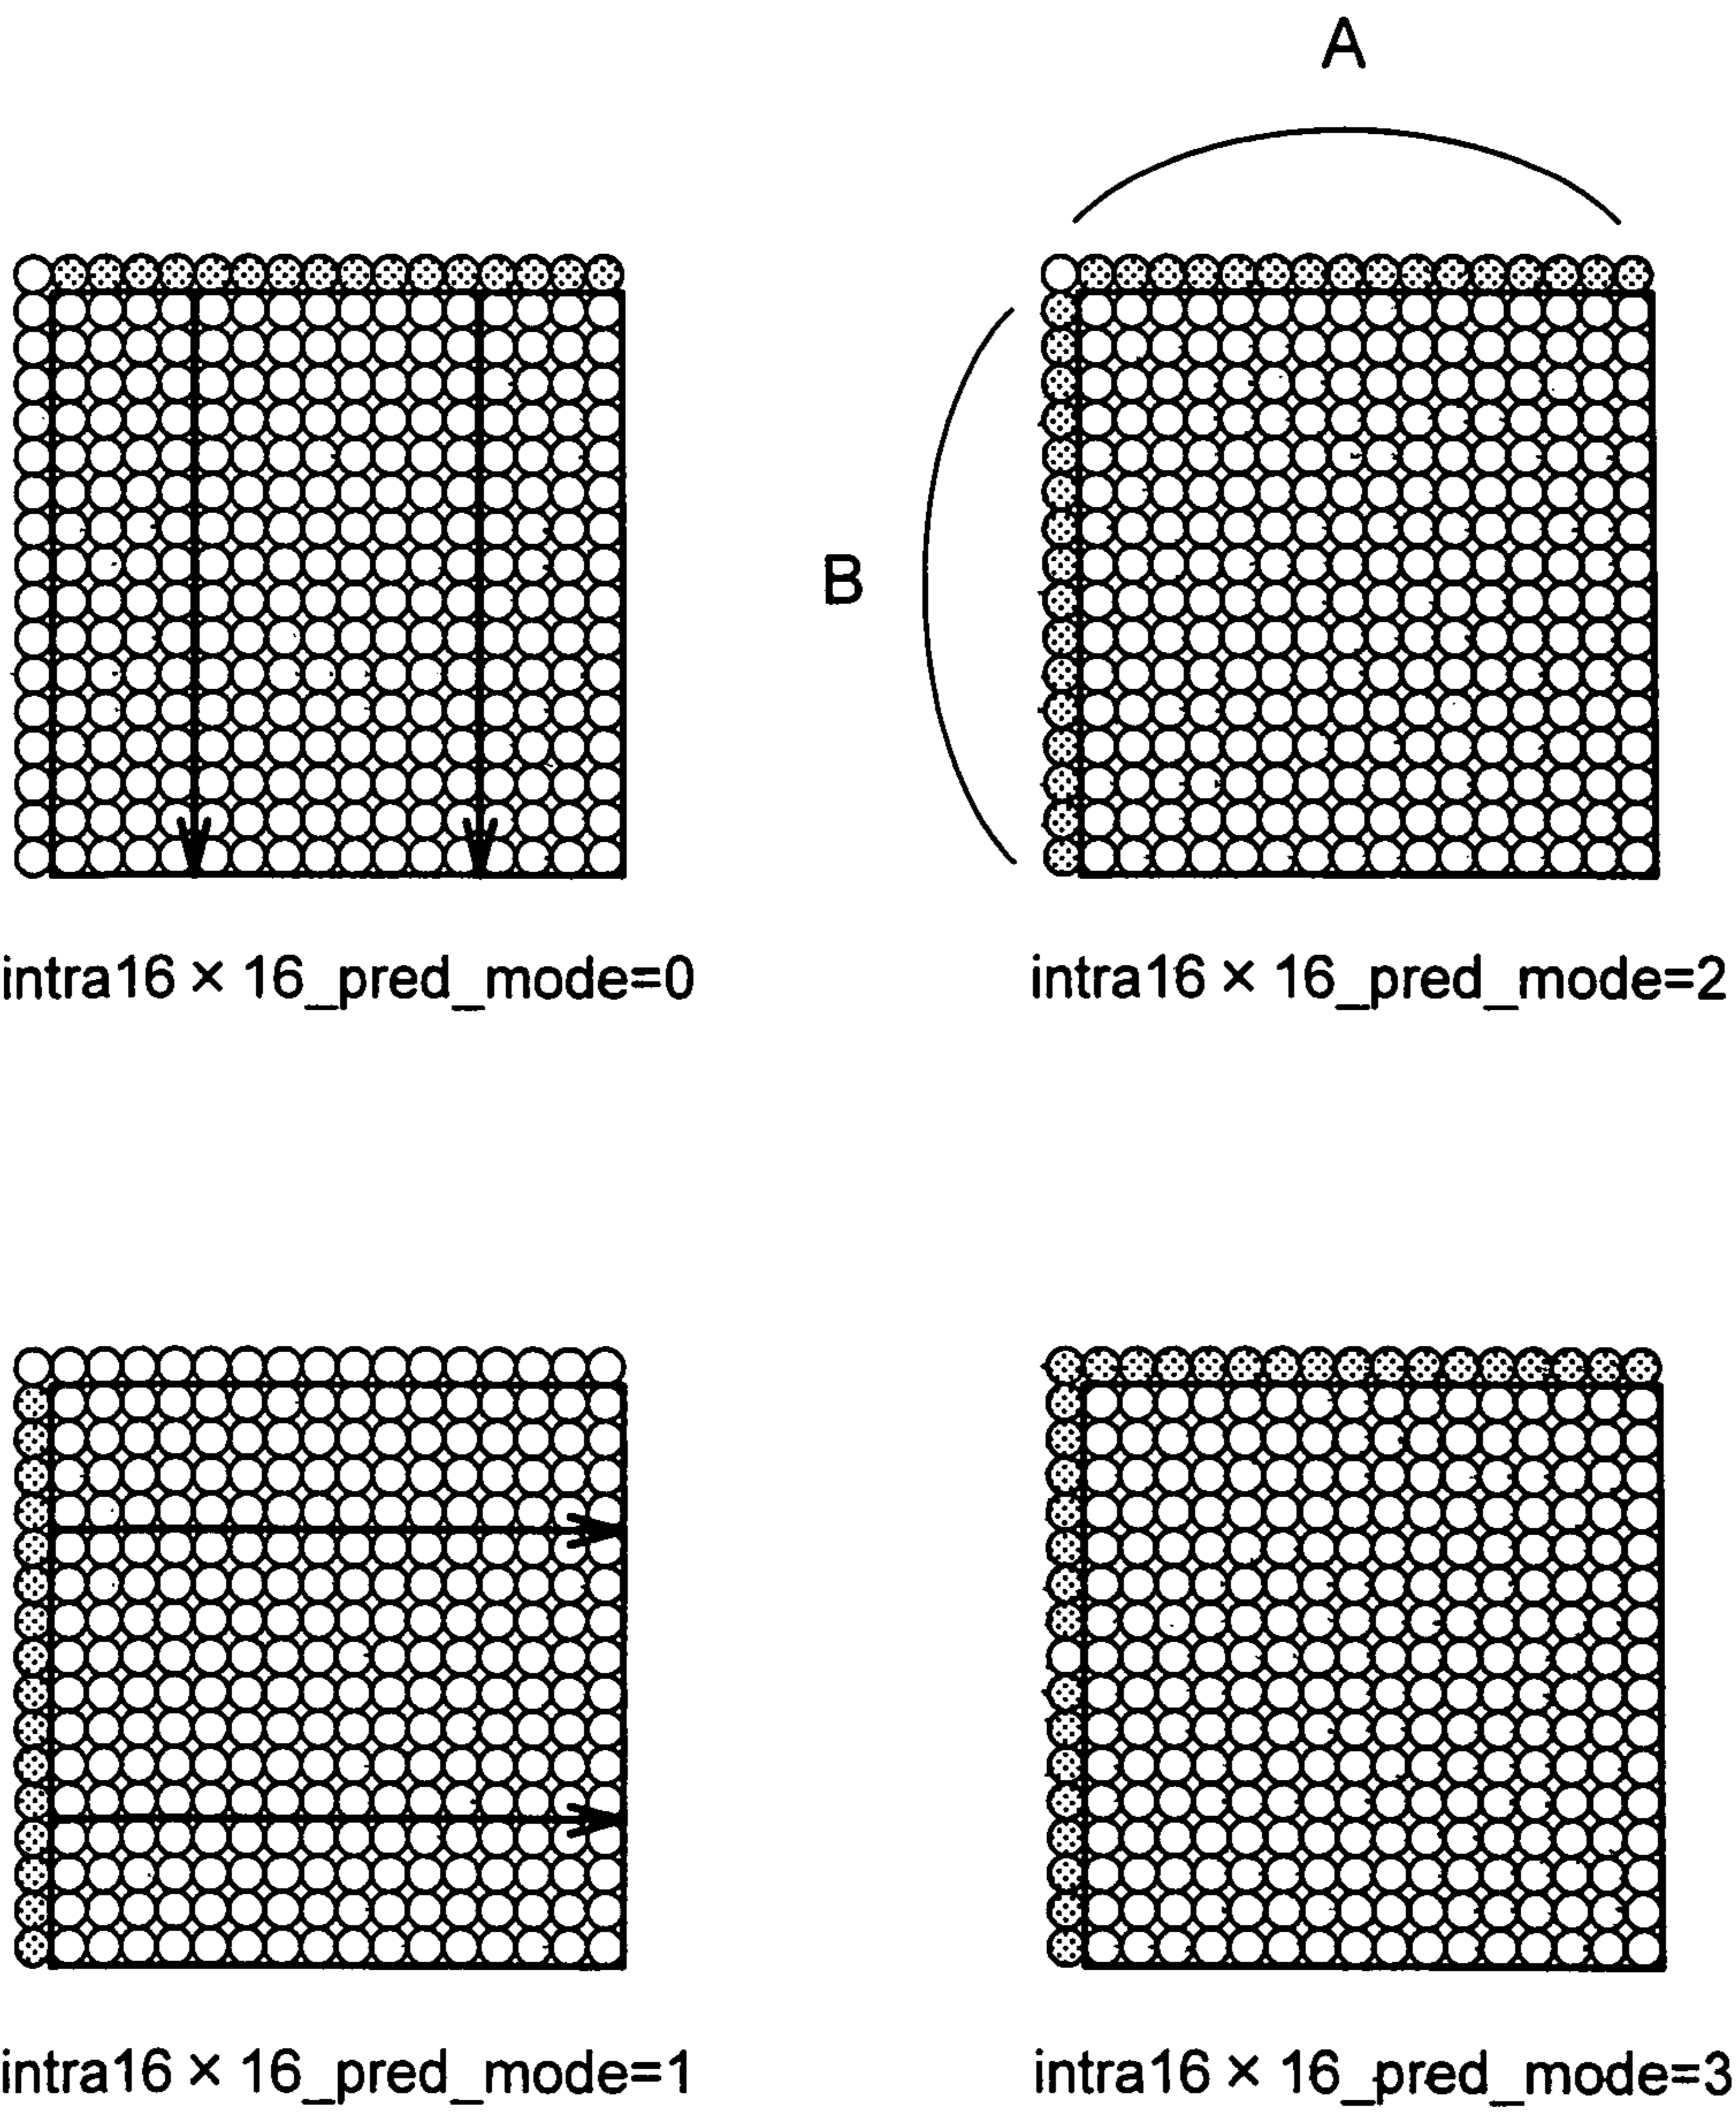 A
B
intra16 × 16_pred_mode=0
intra16 × 16_pred_mode=2
intra16 × 16_pred_mode=1
intra16 × 16_pred_mode=3